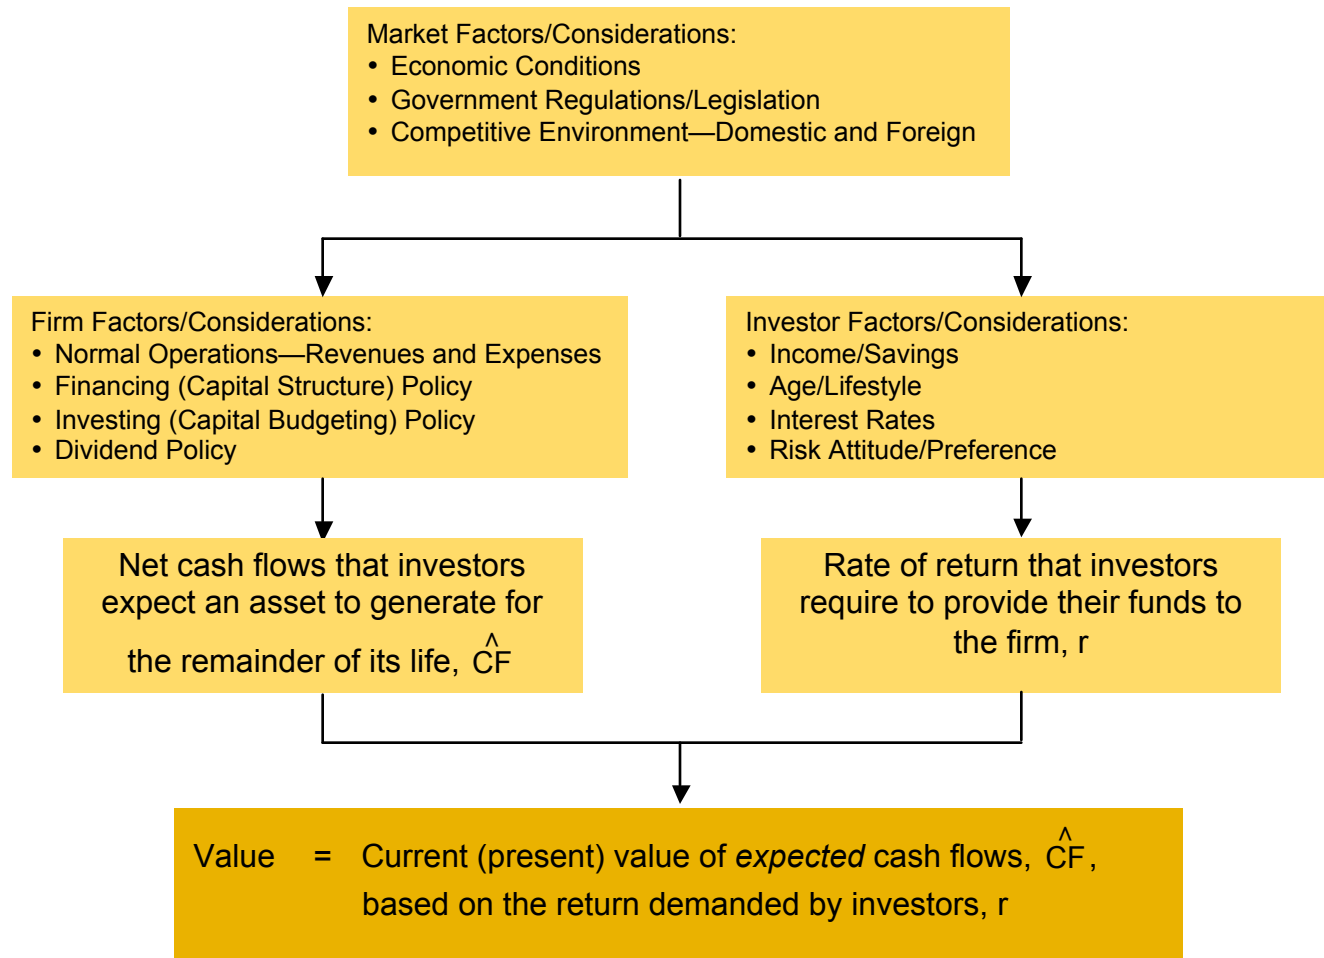 Market Factors/Considerations:
• Economic Conditions
• Government Regulations/Legislation
• Competitive Environment—Domestic and Foreign
Firm Factors/Considerations:
• Normal Operations—Revenues and Expenses
• Financing (Capital Structure) Policy
• Investing (Capital Budgeting) Policy
• Dividend Policy
Investor Factors/Considerations:
• Income/Savings
• Age/Lifestyle
• Interest Rates
• Risk Attitude/Preference
Net cash flows that investors
expect an asset to generate for
the remainder of its life, ĈF
Rate of return that investors
require to provide their funds to
the firm, r
Value = Current (present) value of expected cash flows, ĈF,
based on the return demanded by investors, r